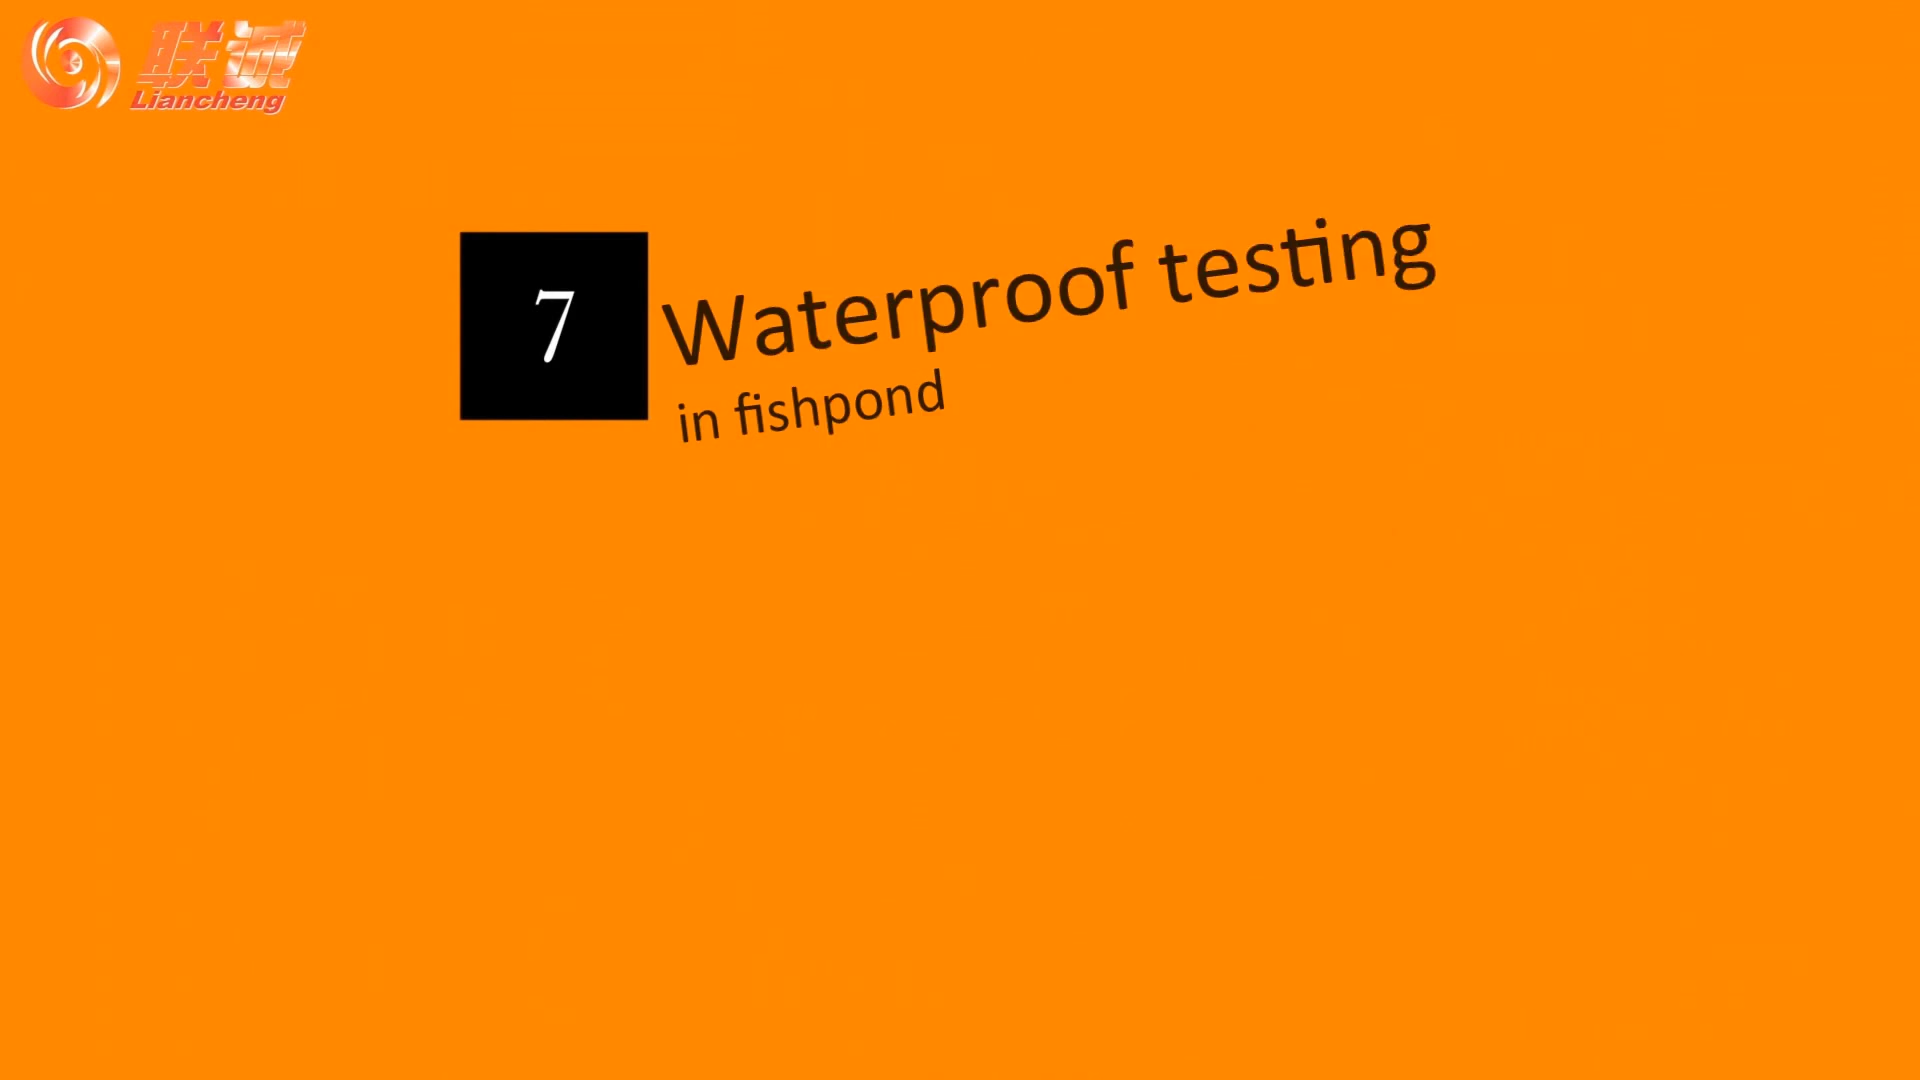 联诚
Liancheng
7
Waterproof testing
in fishpond